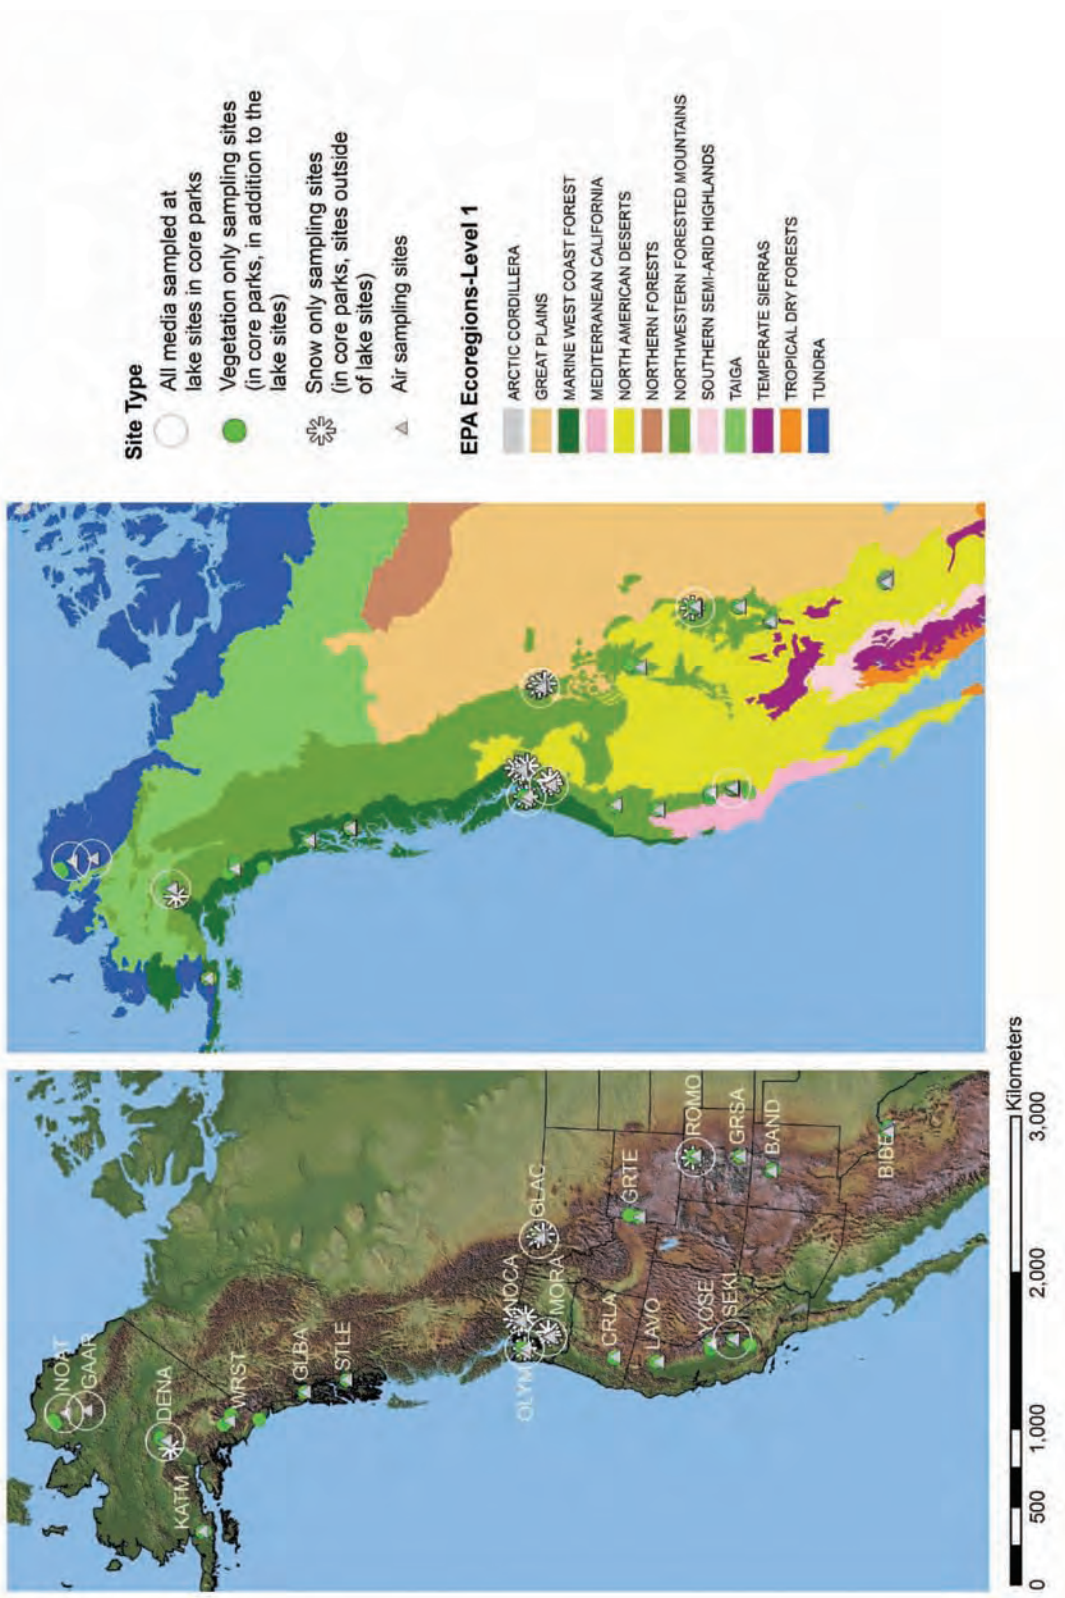 Site Type
All media sampled at
lake sites in core parks
Vegetation only sampling sites
(in core parks, in addition to the
lake sites)
Snow only sampling sites
(in core parks, sites outside
of lake sites)
Air sampling sites
EPA Ecoregions-Level 1
ARCTIC CORDILLERA
GREAT PLAINS
MARINE WEST COAST FOREST
MEDITERRANEAN CALIFORNIA
NORTH AMERICAN DESERTS
NORTHERN FORESTS
NORTHWESTERN FORESTED MOUNTAINS
SOUTHERN SEMI-ARID HIGHLANDS
TAIGA
TEMPERATE SIERRAS
TROPICAL DRY FORESTS
TUNDRA
NOAT
GAAR
DENA
KATM
WRST
GLBA
STLE
OLYM
NOCA
MORA
GLAC
CRLA
LAVO
YOSE
SEKI
GRTE
ROMO
GRSA
BAND
BIBE
0 500 1,000 2,000 3,000
Kilometers